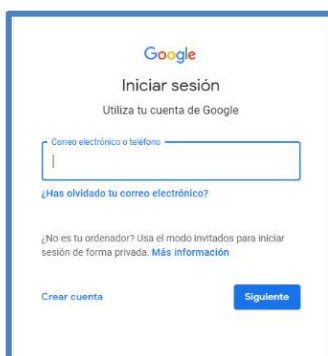 Google
Iniciar sesión
Utiliza tu cuenta de Google
Correo electrónico o teléfono
¿Has olvidado tu correo electrónico?
¿No es tu ordenador? Usa el modo invitados para iniciar
sesión de forma privada. Más información
Crear cuenta Siguiente